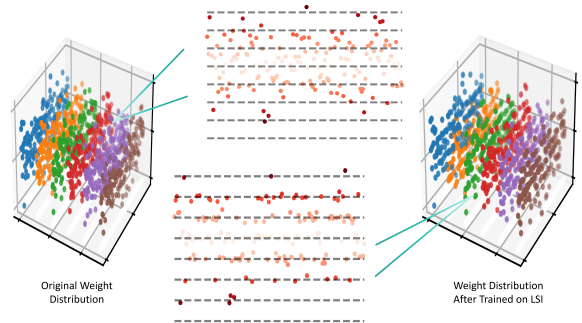 Original Weight
Distribution
Weight Distribution
After Trained on LSI